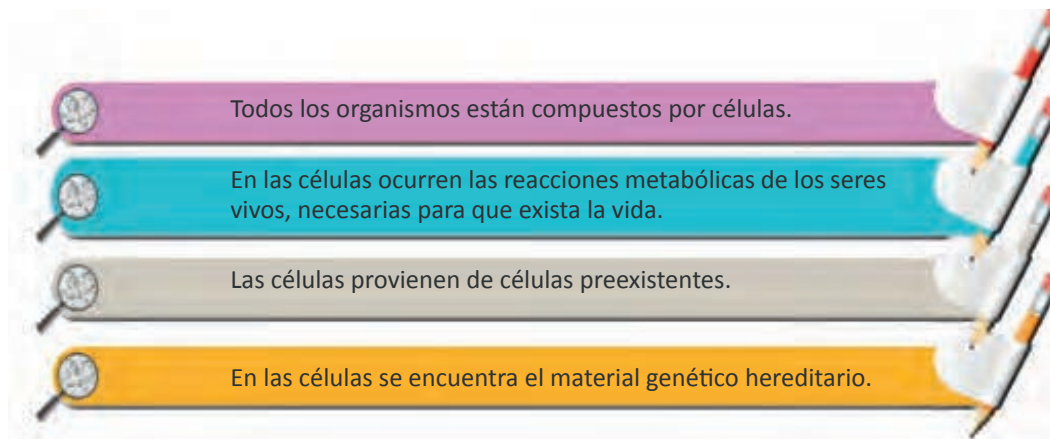 Todos los organismos están compuestos por células.
En las células ocurren las reacciones metabólicas de los seres
vivos, necesarias para que exista la vida.
Las células provienen de células preexistentes.
En las células se encuentra el material genético hereditario.